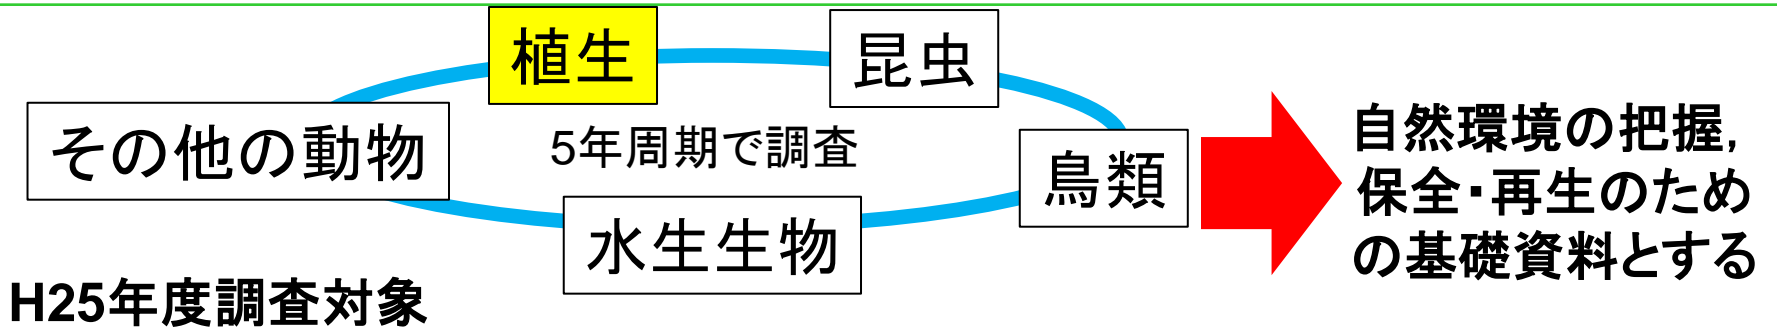 植生
昆虫
その他の動物
5年周期で調査
鳥類
水生生物
自然環境の把握,
保全・再生のため
の基礎資料とする
H25年度調査対象